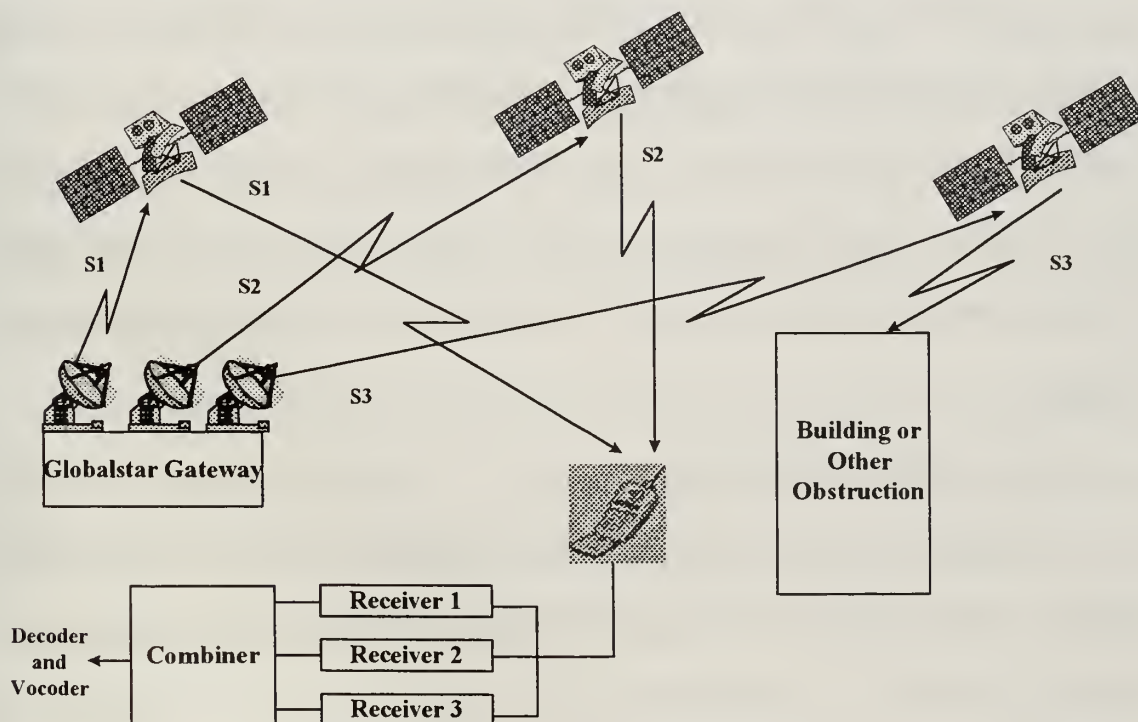 S1
S2
S1
S2
S3
S3
Globalstar Gateway
Building or
Other
Obstruction
Receiver 1
Decoder
and
Vocoder
Combiner
Receiver 2
Receiver 3